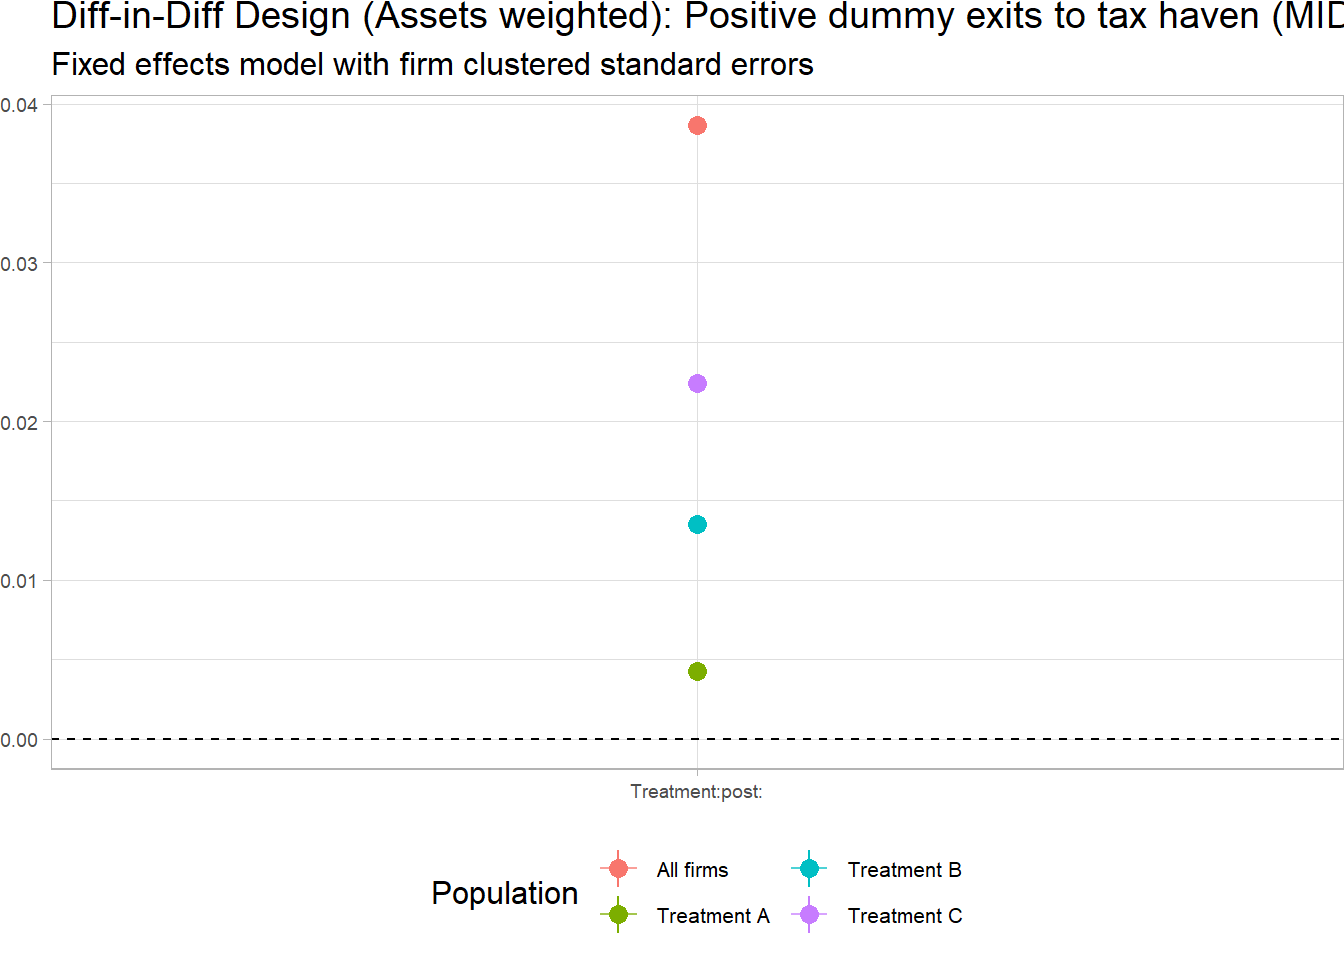 Diff-in-Diff Design (Assets weighted): Positive dummy exits to tax haven (MID
Fixed effects model with firm clustered standard errors
0.04
0.03
0.02
0.01
0.00
Treatment:post:
Population
All firms
Treatment B
Treatment A
Treatment C